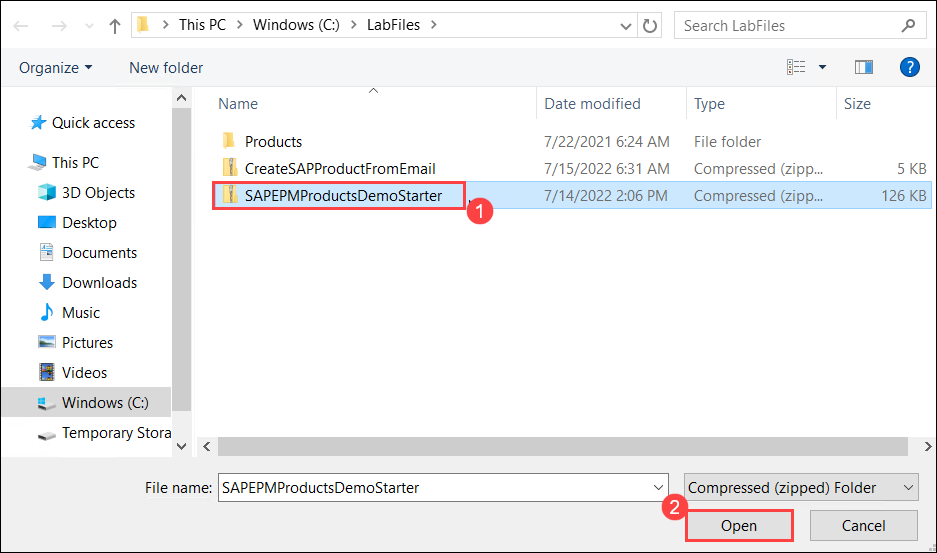 This PC > Windows (C:) > LabFiles >
Search LabFiles
Organize
New folder
?
Name
Date modified
Type
Size
Quick access
This PC
3D Objects
Desktop
Documents
Downloads
Music
Pictures
Videos
Windows (C:)
Temporary Stora
Products 7/22/2021 6:24 AM File folder
CreateSAPProductFromEmail 7/15/2022 6:31 AM Compressed (zipp... 5 KB
SAPEPMProductsDemoStarter 7/14/2022 2:06 PM Compressed (zipp... 126 KB
1
File name: SAPEPMProductsDemoStarter
Compressed (zipped) Folder
2
Open
Cancel